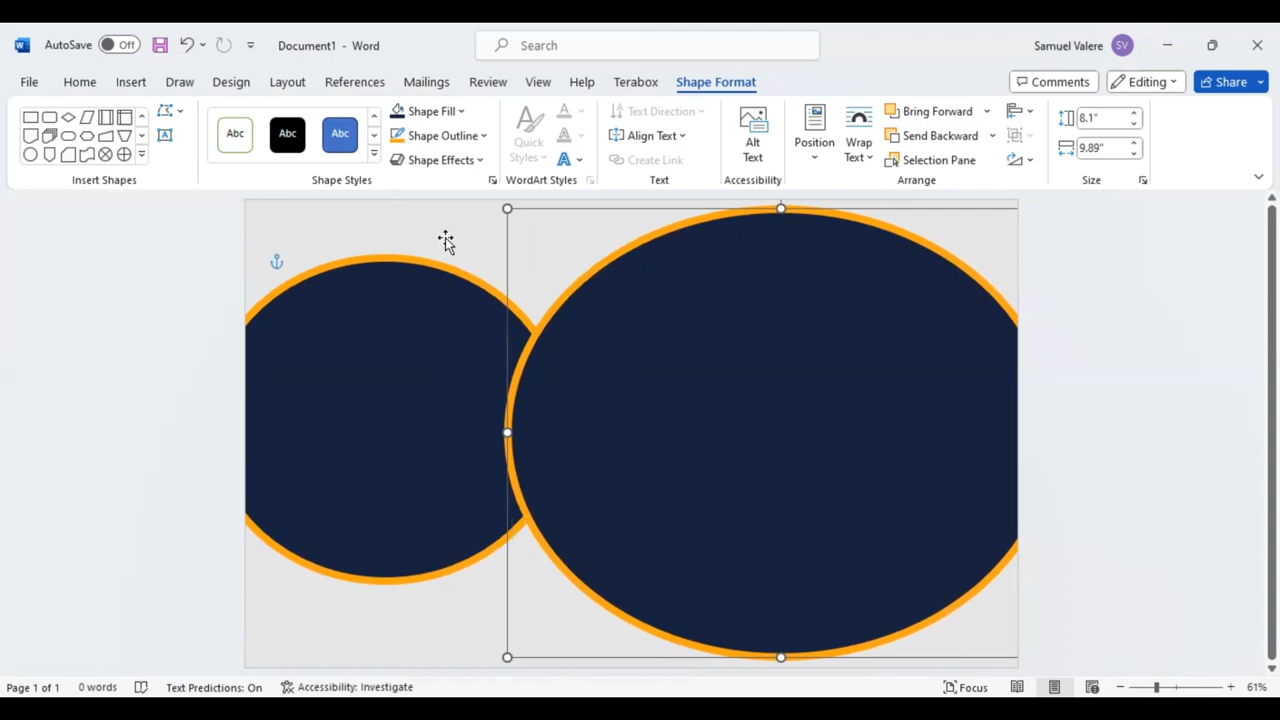 AutoSave Off Document1 - Word Search Samuel Valere SV
File Home Insert Draw Design Layout References Mailings Review View Help Terabox Shape Format Comments Editing Share
Abc Abc Abc Shape Fill Text Direction Bring Forward 8.1"
Shape Outline Quick Styles Align Text Alt Text Position Wrap Text Send Backward 9.89"
Shape Effects Create Link Selection Pane
Insert Shapes Shape Styles WordArt Styles Text Accessibility Arrange Size
Page 1 of 1 0 words Text Predictions: On Accessibility: Investigate Focus 61%